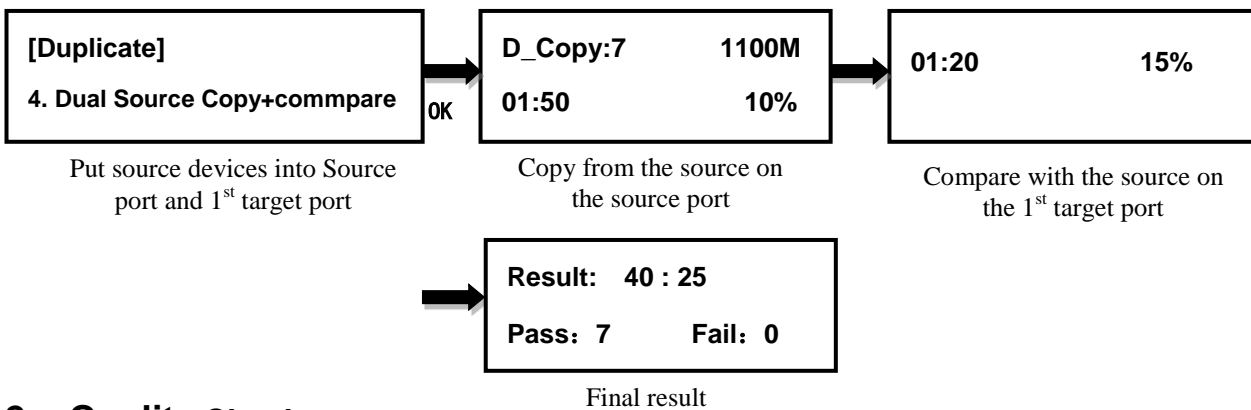 [Duplicate]
4. Dual Source Copy+commpare
OK
Put source devices into Source
port and 1st target port
D_Copy:7 1100M
01:50 10%
Copy from the source on
the source port
01:20 15%
Compare with the source on
the 1st target port
Result: 40 : 25
Pass：7 Fail：0
Final result